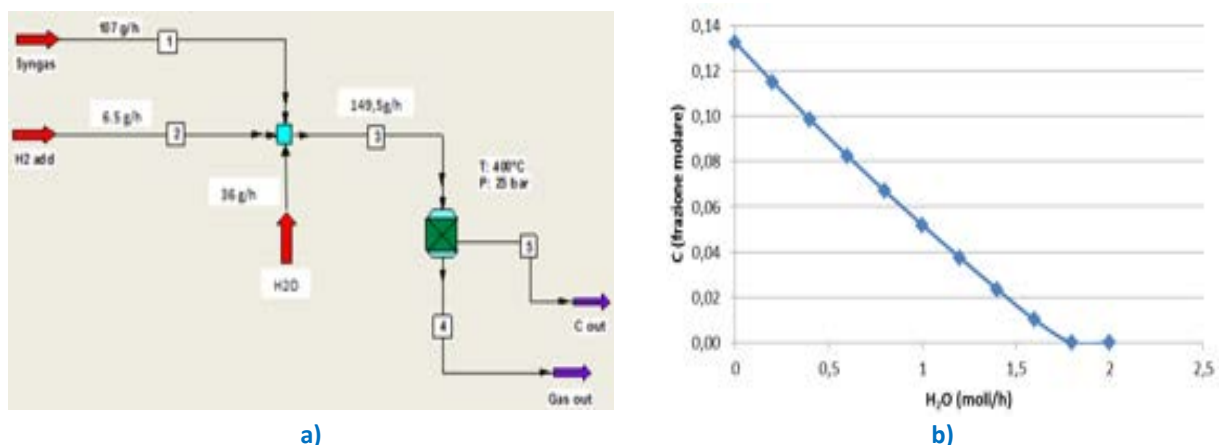 107 g/h
1
Syngas
6.5 g/h
2
H2 add
149,5g/h
3
T: 400°C
P: 25 bar
36 g/h
H2O
5
C out
4
Gas out
a)
0,14
0,12
0,10
0,08
0,06
0,04
0,02
0,00
C (frazione molare)
0
0,5
1
1,5
2
2,5
H₂O (moli/h)
b)